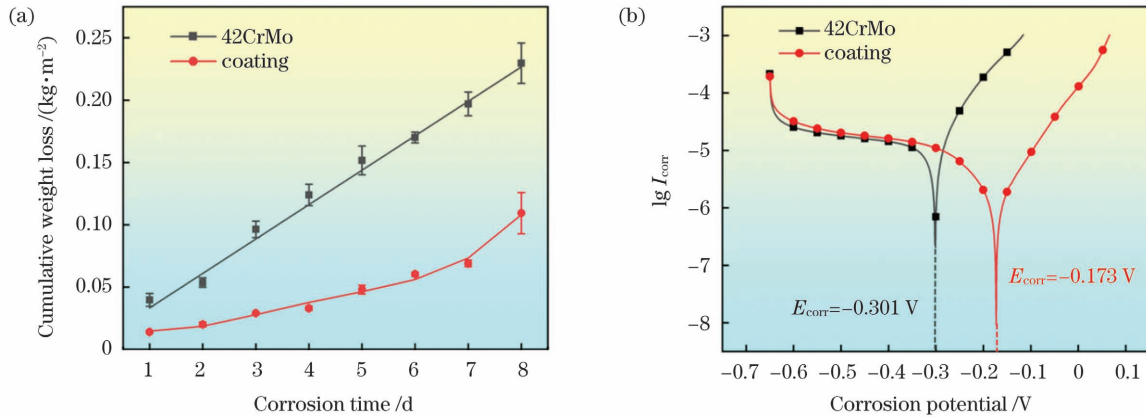 (a)
42CrMo
coating
Cumulative weight loss /(kg·m⁻²)
0.25
0.20
0.15
0.10
0.05
0
1 2 3 4 5 6 7 8
Corrosion time /d
(b)
42CrMo
coating
lg I_corr
−3
−4
−5
−6
−7
−8
E_corr=−0.301 V
E_corr=−0.173 V
−0.7 −0.6 −0.5 −0.4 −0.3 −0.2 −0.1 0 0.1
Corrosion potential /V